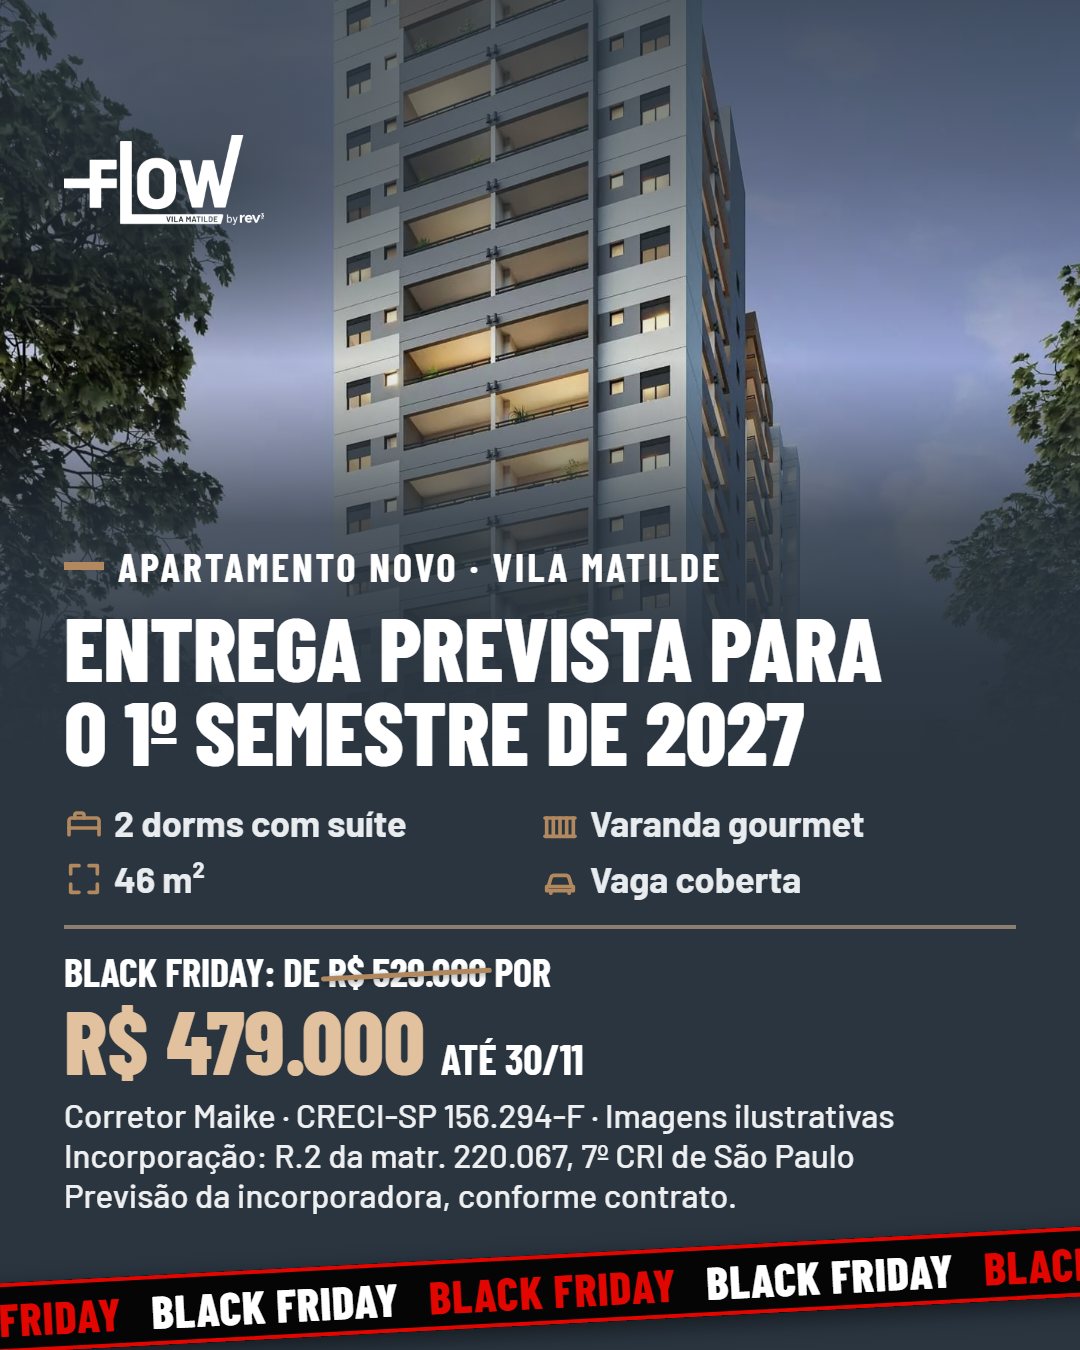 FLOW
VILA MATILDE by rev³
APARTAMENTO NOVO · VILA MATILDE
ENTREGA PREVISTA PARA
O 1º SEMESTRE DE 2027
2 dorms com suíte
Varanda gourmet
46 m²
Vaga coberta
BLACK FRIDAY: DE R$ 529.000 POR
R$ 479.000 ATÉ 30/11
Corretor Maike · CRECI-SP 156.294-F · Imagens ilustrativas
Incorporação: R.2 da matr. 220.067, 7º CRI de São Paulo
Previsão da incorporadora, conforme contrato.
FRIDAY BLACK FRIDAY BLACK FRIDAY BLACK FRIDAY BLACK